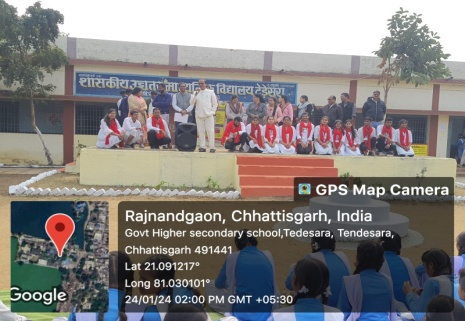 शासकीय उच्चतर माध्यमिक विद्यालय टेड़ेसरा
GPS Map Camera
Rajnandgaon, Chhattisgarh, India
Govt Higher secondary school,Tedesara, Tendesara,
Chhattisgarh 491441
Lat 21.091217°
Long 81.030101°
24/01/24 02:00 PM GMT +05:30
Google